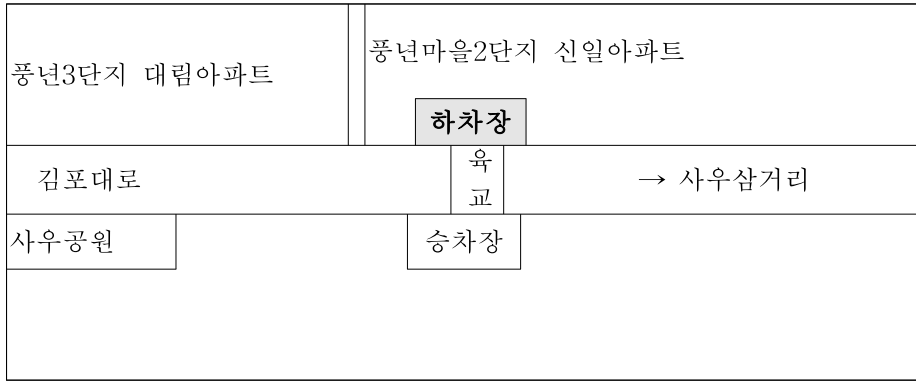 풍년3단지 대림아파트
풍년마을2단지 신일아파트
하차장
김포대로
육
교
→ 사우삼거리
사우공원
승차장